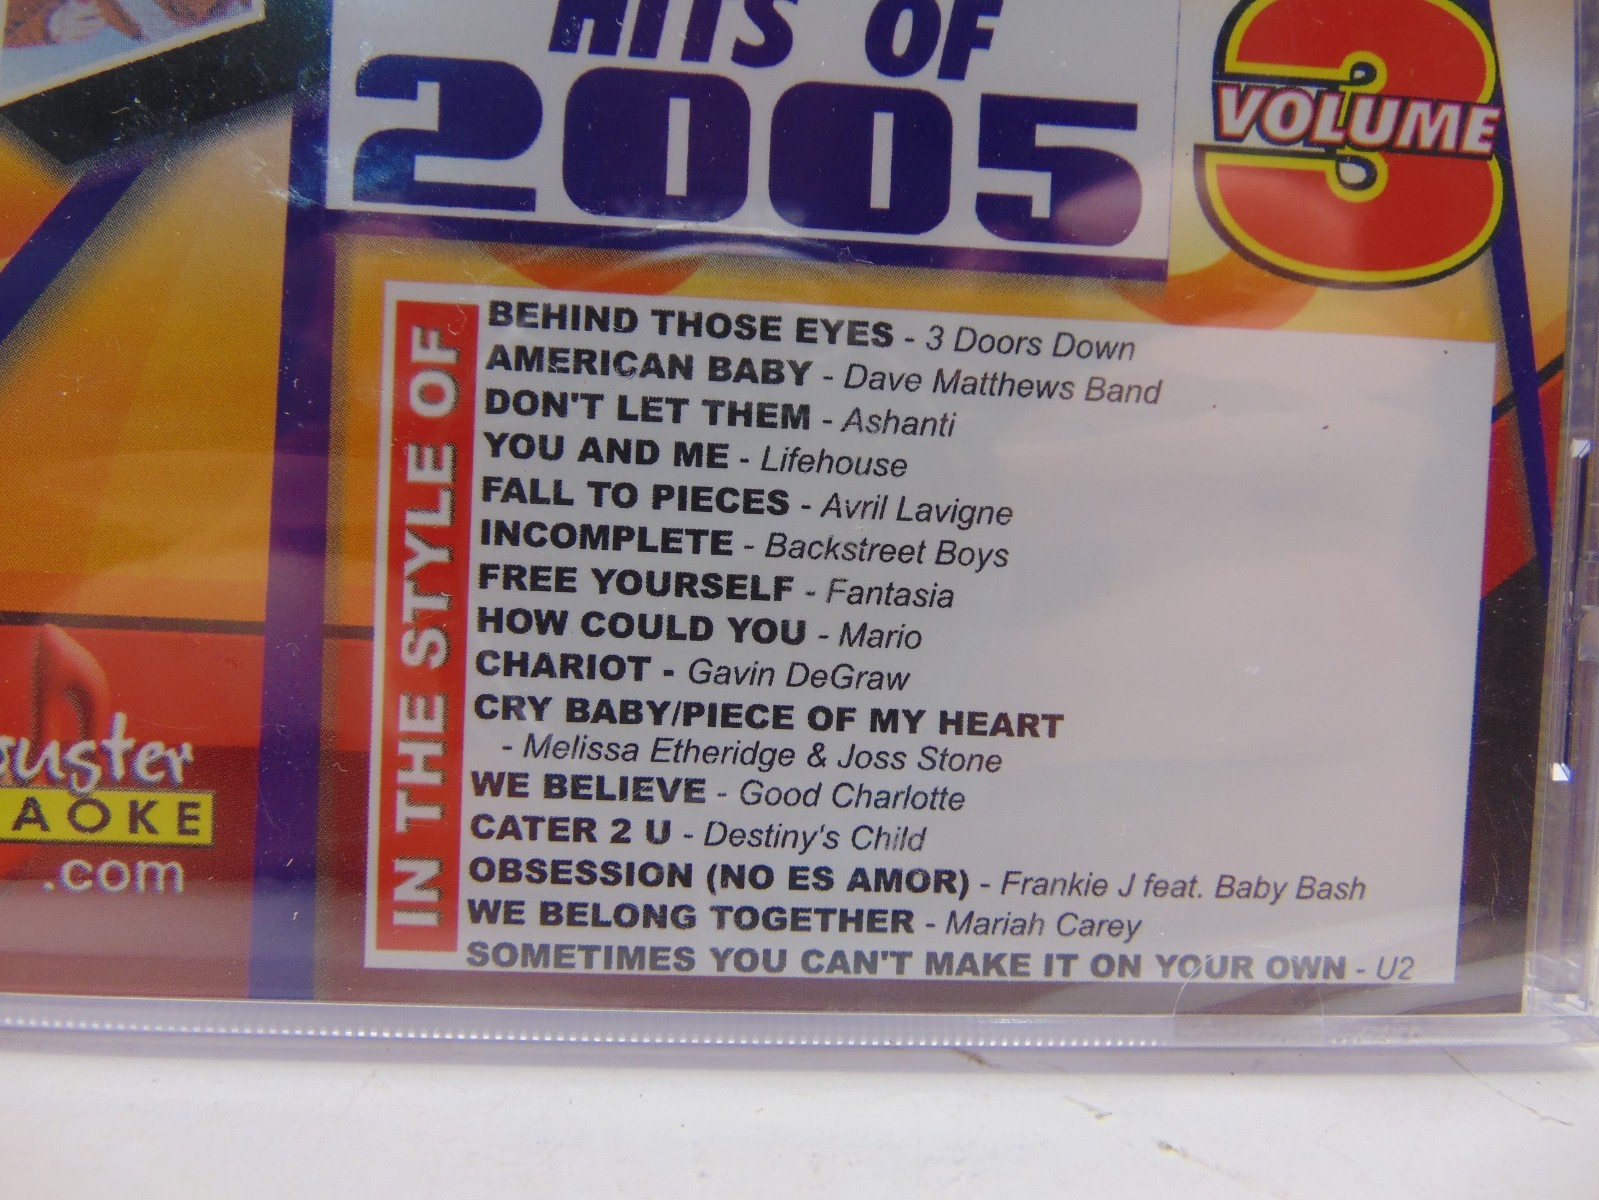 HITS OF
2005
3
VOLUME
IN THE STYLE OF
BEHIND THOSE EYES - 3 Doors Down
AMERICAN BABY - Dave Matthews Band
DON'T LET THEM - Ashanti
YOU AND ME - Lifehouse
FALL TO PIECES - Avril Lavigne
INCOMPLETE - Backstreet Boys
FREE YOURSELF - Fantasia
HOW COULD YOU - Mario
CHARIOT - Gavin DeGraw
CRY BABY/PIECE OF MY HEART
- Melissa Etheridge & Joss Stone
WE BELIEVE - Good Charlotte
CATER 2 U - Destiny's Child
OBSESSION (NO ES AMOR) - Frankie J feat. Baby Bash
WE BELONG TOGETHER - Mariah Carey
SOMETIMES YOU CAN'T MAKE IT ON YOUR OWN - U2
uster
AOKE
.com